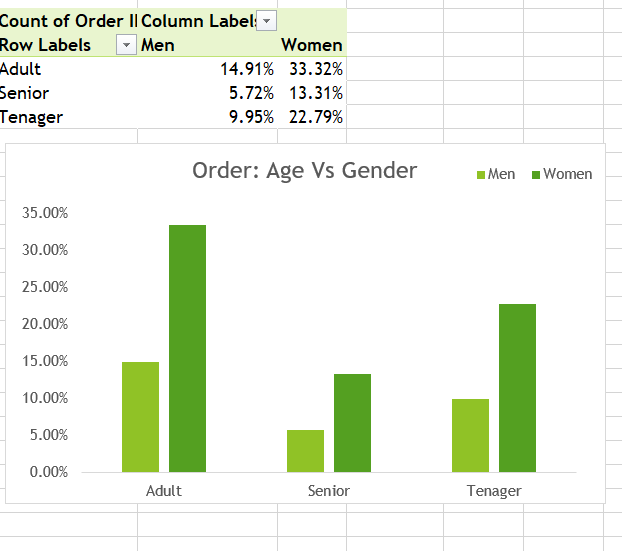 Count of Order I Column Labels
Row Labels Men Women
Adult 14.91% 33.32%
Senior 5.72% 13.31%
Tenager 9.95% 22.79%
Order: Age Vs Gender
Men Women
35.00%
30.00%
25.00%
20.00%
15.00%
10.00%
5.00%
0.00%
Adult Senior Tenager